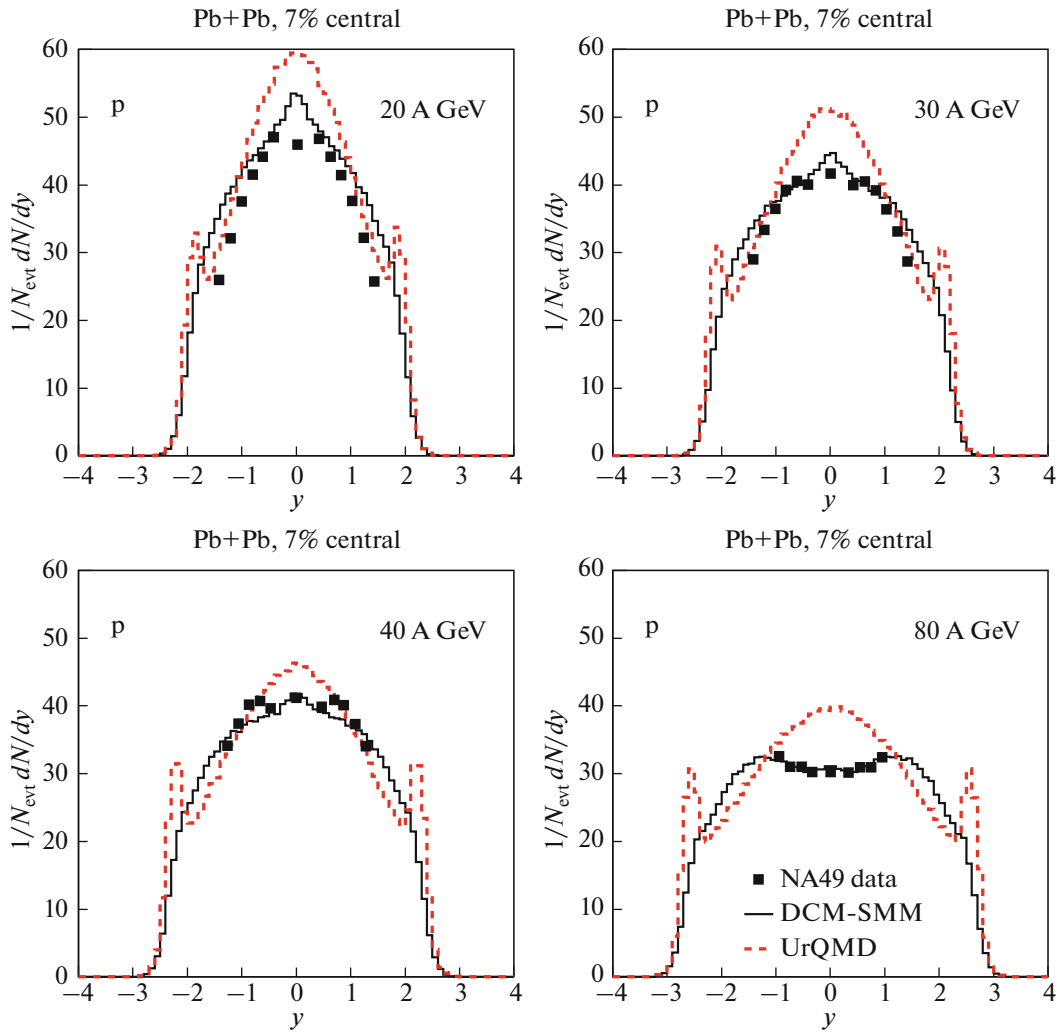 Pb+Pb, 7% central
60
50
40
30
20
10
0
1/N_evt dN/dy
p
20 A GeV
−4 −3 −2 −1 0 1 2 3 4
y
Pb+Pb, 7% central
60
50
40
30
20
10
0
1/N_evt dN/dy
p
30 A GeV
−4 −3 −2 −1 0 1 2 3 4
y
Pb+Pb, 7% central
60
50
40
30
20
10
0
1/N_evt dN/dy
p
40 A GeV
−4 −3 −2 −1 0 1 2 3 4
y
Pb+Pb, 7% central
60
50
40
30
20
10
0
1/N_evt dN/dy
p
80 A GeV
NA49 data
DCM-SMM
UrQMD
−4 −3 −2 −1 0 1 2 3 4
y